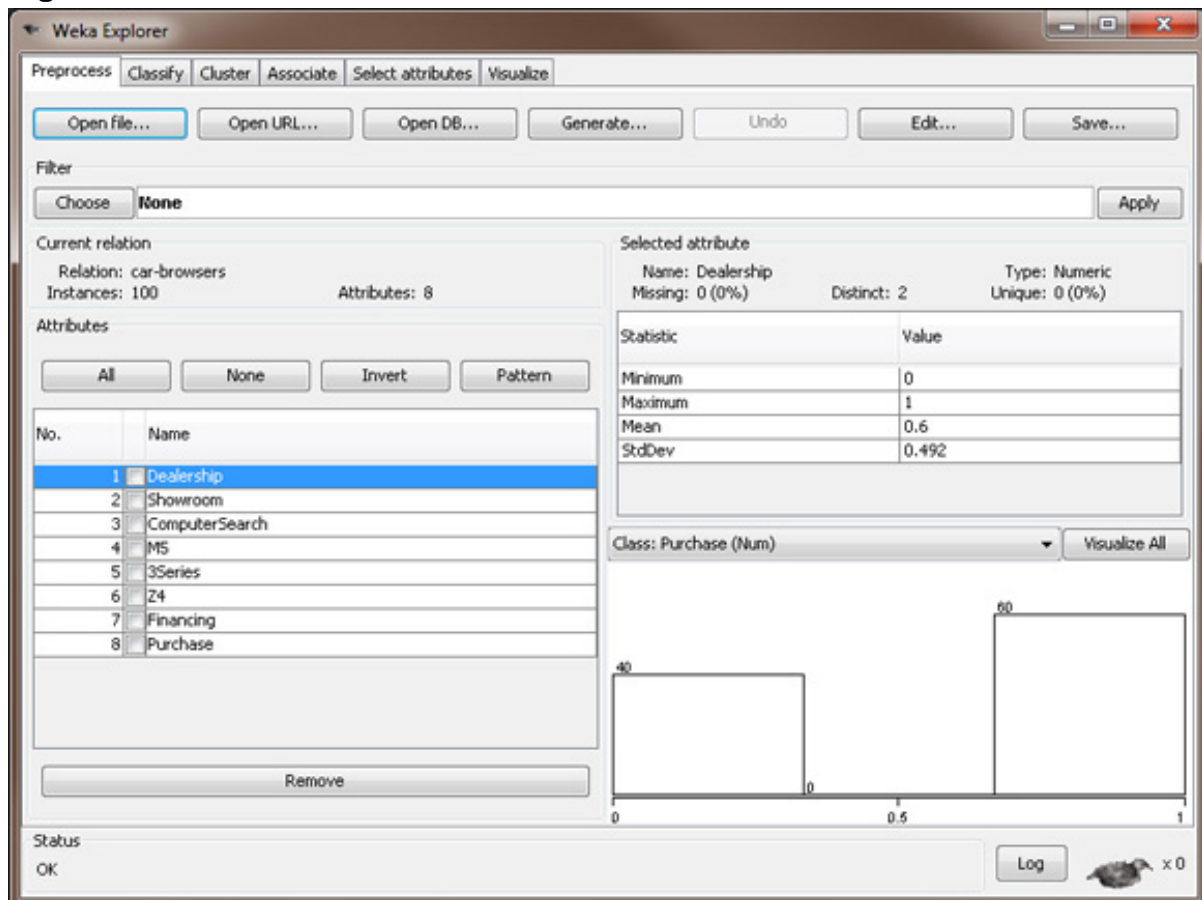 Weka Explorer
Preprocess Classify Cluster Associate Select attributes Visualize
Open file... Open URL... Open DB... Generate... Undo Edit... Save...
Filter
Choose None Apply
Current relation
Relation: car-browsers
Instances: 100 Attributes: 8
Attributes
All None Invert Pattern
No. Name
1 Dealership
2 Showroom
3 ComputerSearch
4 M5
5 3Series
6 Z4
7 Financing
8 Purchase
Remove
Selected attribute
Name: Dealership Type: Numeric
Missing: 0 (0%) Distinct: 2 Unique: 0 (0%)
Statistic Value
Minimum 0
Maximum 1
Mean 0.6
StdDev 0.492
Class: Purchase (Num) Visualize All
60
40
0
0 0.5 1
Status
OK Log x 0